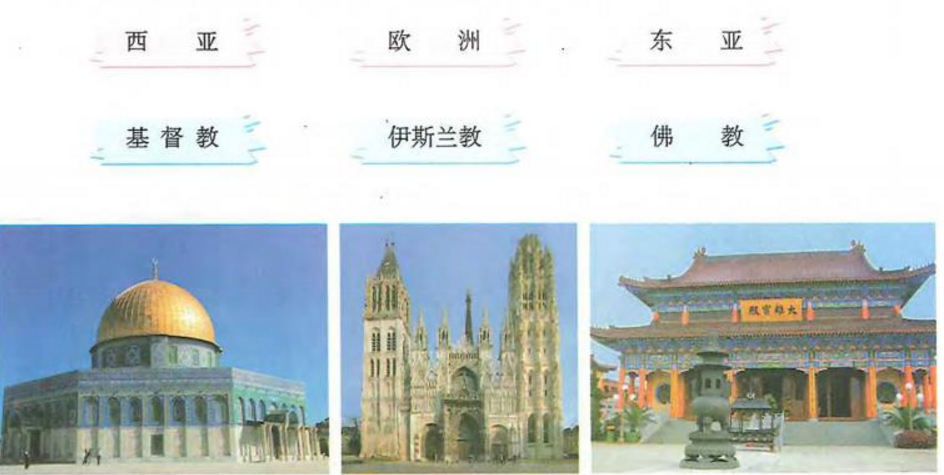 西 亚 欧 洲 东 亚
基 督 教 伊斯兰教 佛 教
大雄宝殿